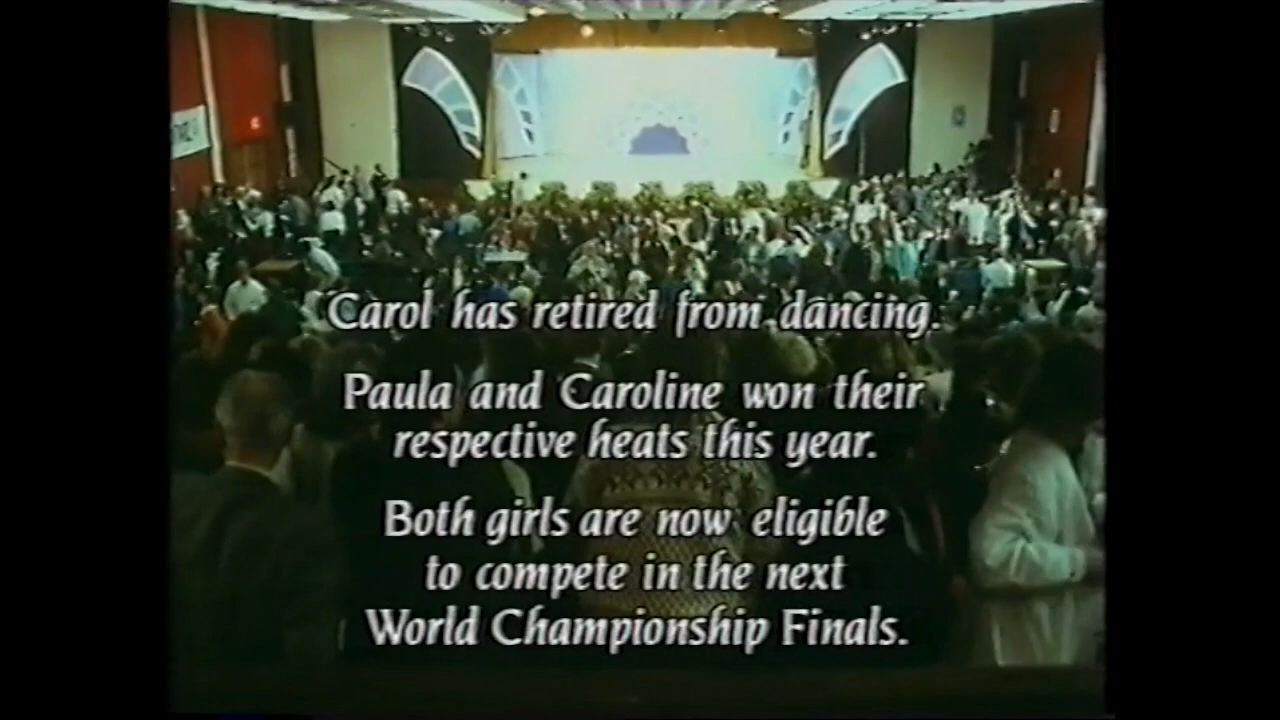 Carol has retired from dancing.
Paula and Caroline won their
respective heats this year.
Both girls are now eligible
to compete in the next
World Championship Finals.